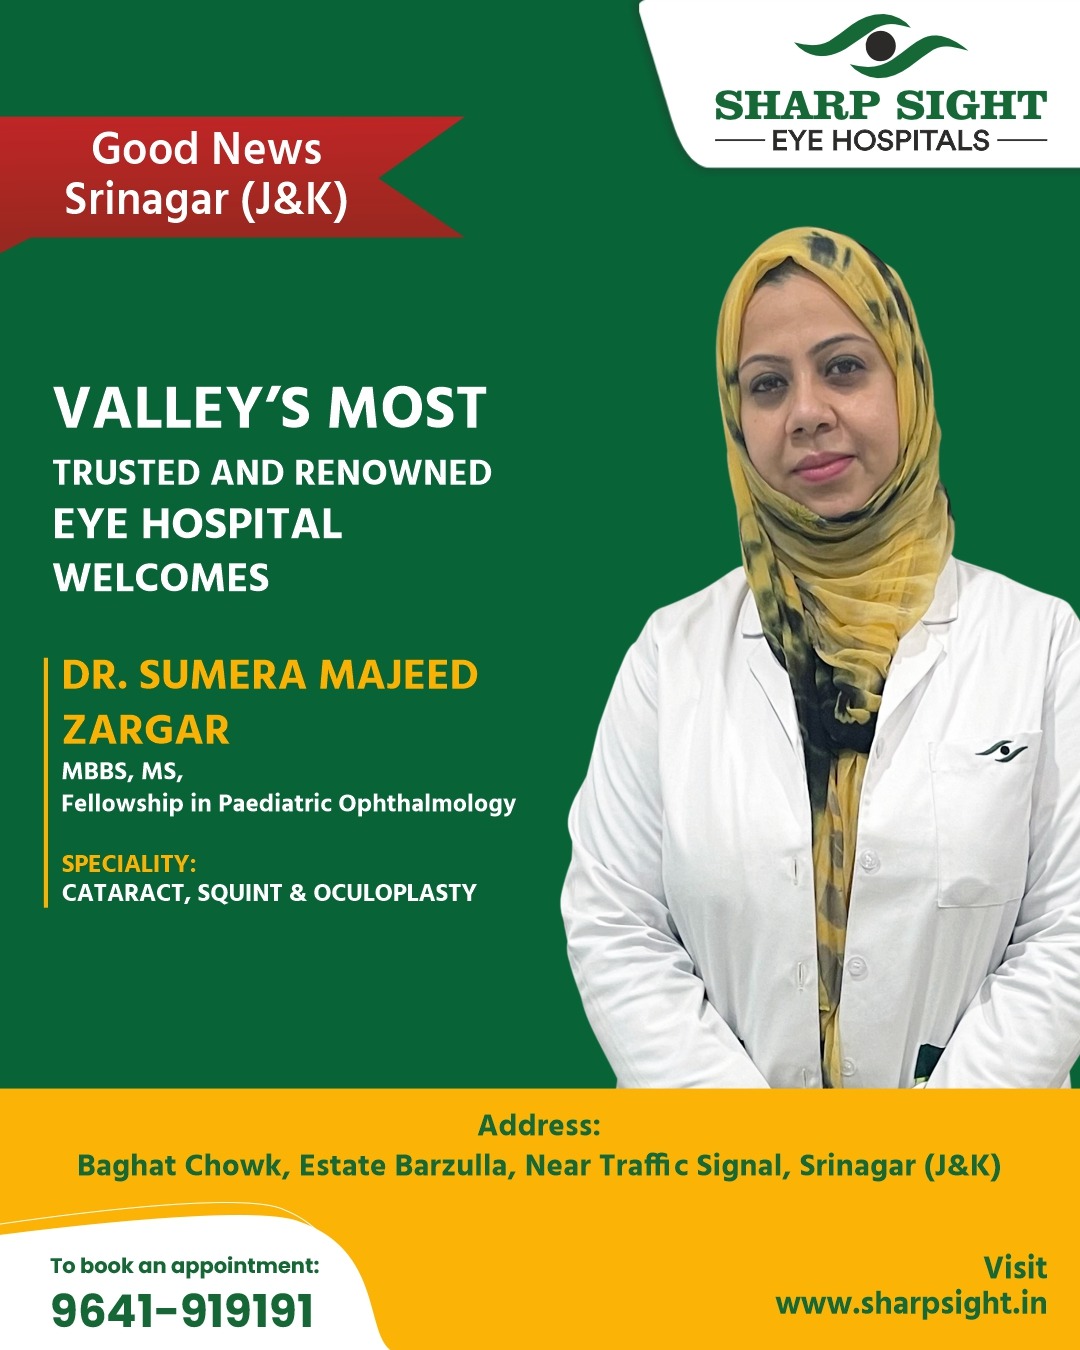 SHARP SIGHT
EYE HOSPITALS
Good News
Srinagar (J&K)
VALLEY’S MOST
TRUSTED AND RENOWNED
EYE HOSPITAL
WELCOMES
DR. SUMERA MAJEED
ZARGAR
MBBS, MS,
Fellowship in Paediatric Ophthalmology
SPECIALITY:
CATARACT, SQUINT & OCULOPLASTY
Address:
Baghat Chowk, Estate Barzulla, Near Traffic Signal, Srinagar (J&K)
To book an appointment:
9641-919191
Visit
www.sharpsight.in